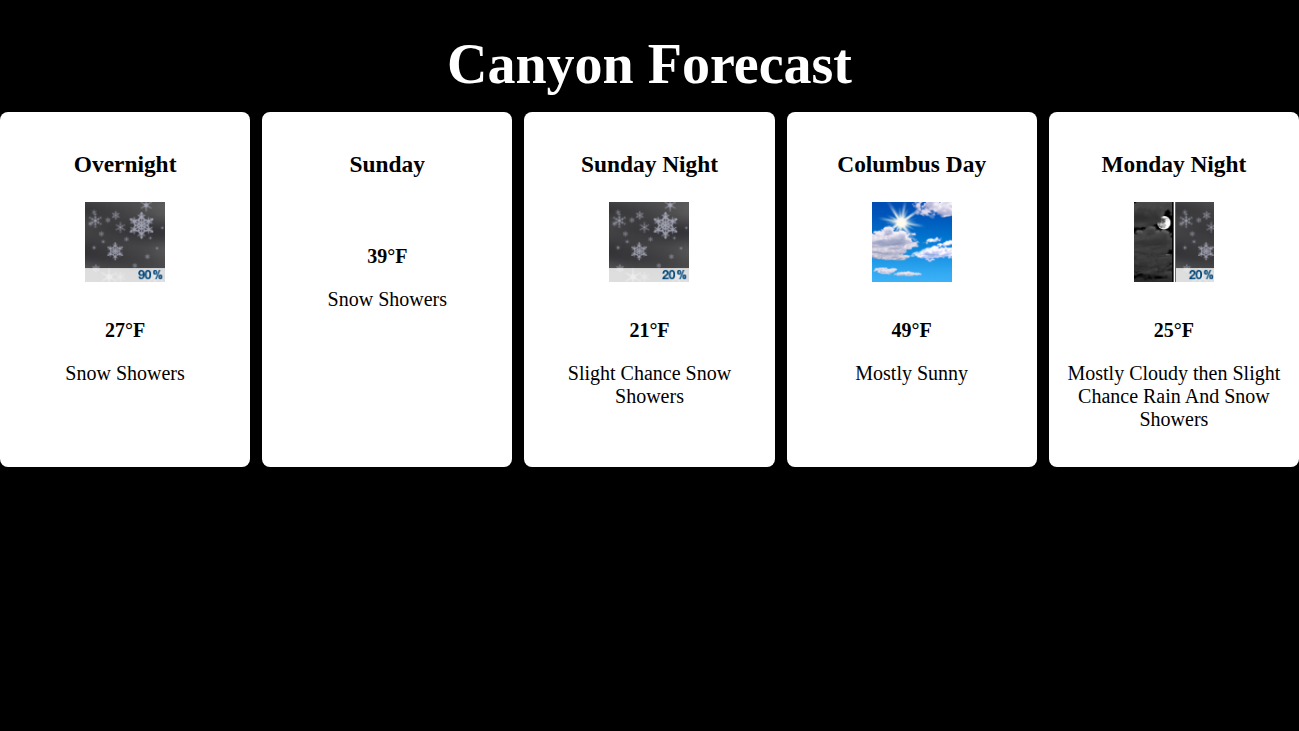 Canyon Forecast
Overnight
90%
27°F
Snow Showers
Sunday
39°F
Snow Showers
Sunday Night
20%
21°F
Slight Chance Snow
Showers
Columbus Day
49°F
Mostly Sunny
Monday Night
20%
25°F
Mostly Cloudy then Slight
Chance Rain And Snow
Showers